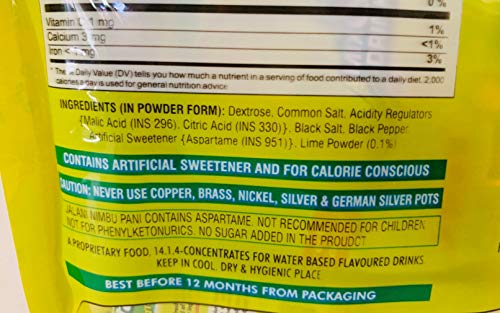 0%
Vitamin C 1 mg 1%
Calcium 3 mg <1%
Iron < 1mg 3%
* The % Daily Value (DV) tells you how much a nutrient in a serving of food contributed to a daily diet. 2,000
calories a day is used for general nutrition advice
INGREDIENTS (IN POWDER FORM): Dextrose, Common Salt, Acidity Regulators
{Malic Acid (INS 296), Citric Acid (INS 330)}, Black Salt, Black Pepper,
Artificial Sweetener {Aspartame (INS 951)}, Lime Powder (0.1%)
CONTAINS ARTIFICIAL SWEETENER AND FOR CALORIE CONSCIOUS
CAUTION: NEVER USE COPPER, BRASS, NICKEL, SILVER & GERMAN SILVER POTS
JALANI NIMBU PANI CONTAINS ASPARTAME. NOT RECOMMENDED FOR CHILDREN
NOT FOR PHENYLKETONURICS. NO SUGAR ADDED IN THE PROUDCT
A PROPRIETARY FOOD, 14.1.4-CONCENTRATES FOR WATER BASED FLAVOURED DRINKS
KEEP IN COOL, DRY & HYGIENIC PLACE
BEST BEFORE 12 MONTHS FROM PACKAGING